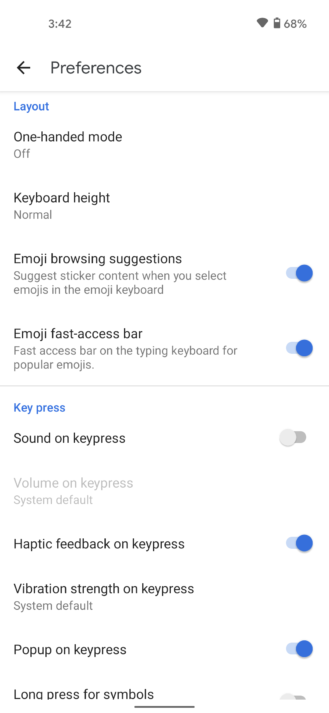 3:42
68%
Preferences
Layout
One-handed mode
Off
Keyboard height
Normal
Emoji browsing suggestions
Suggest sticker content when you select
emojis in the emoji keyboard
Emoji fast-access bar
Fast access bar on the typing keyboard for
popular emojis.
Key press
Sound on keypress
Volume on keypress
System default
Haptic feedback on keypress
Vibration strength on keypress
System default
Popup on keypress
Long press for symbols